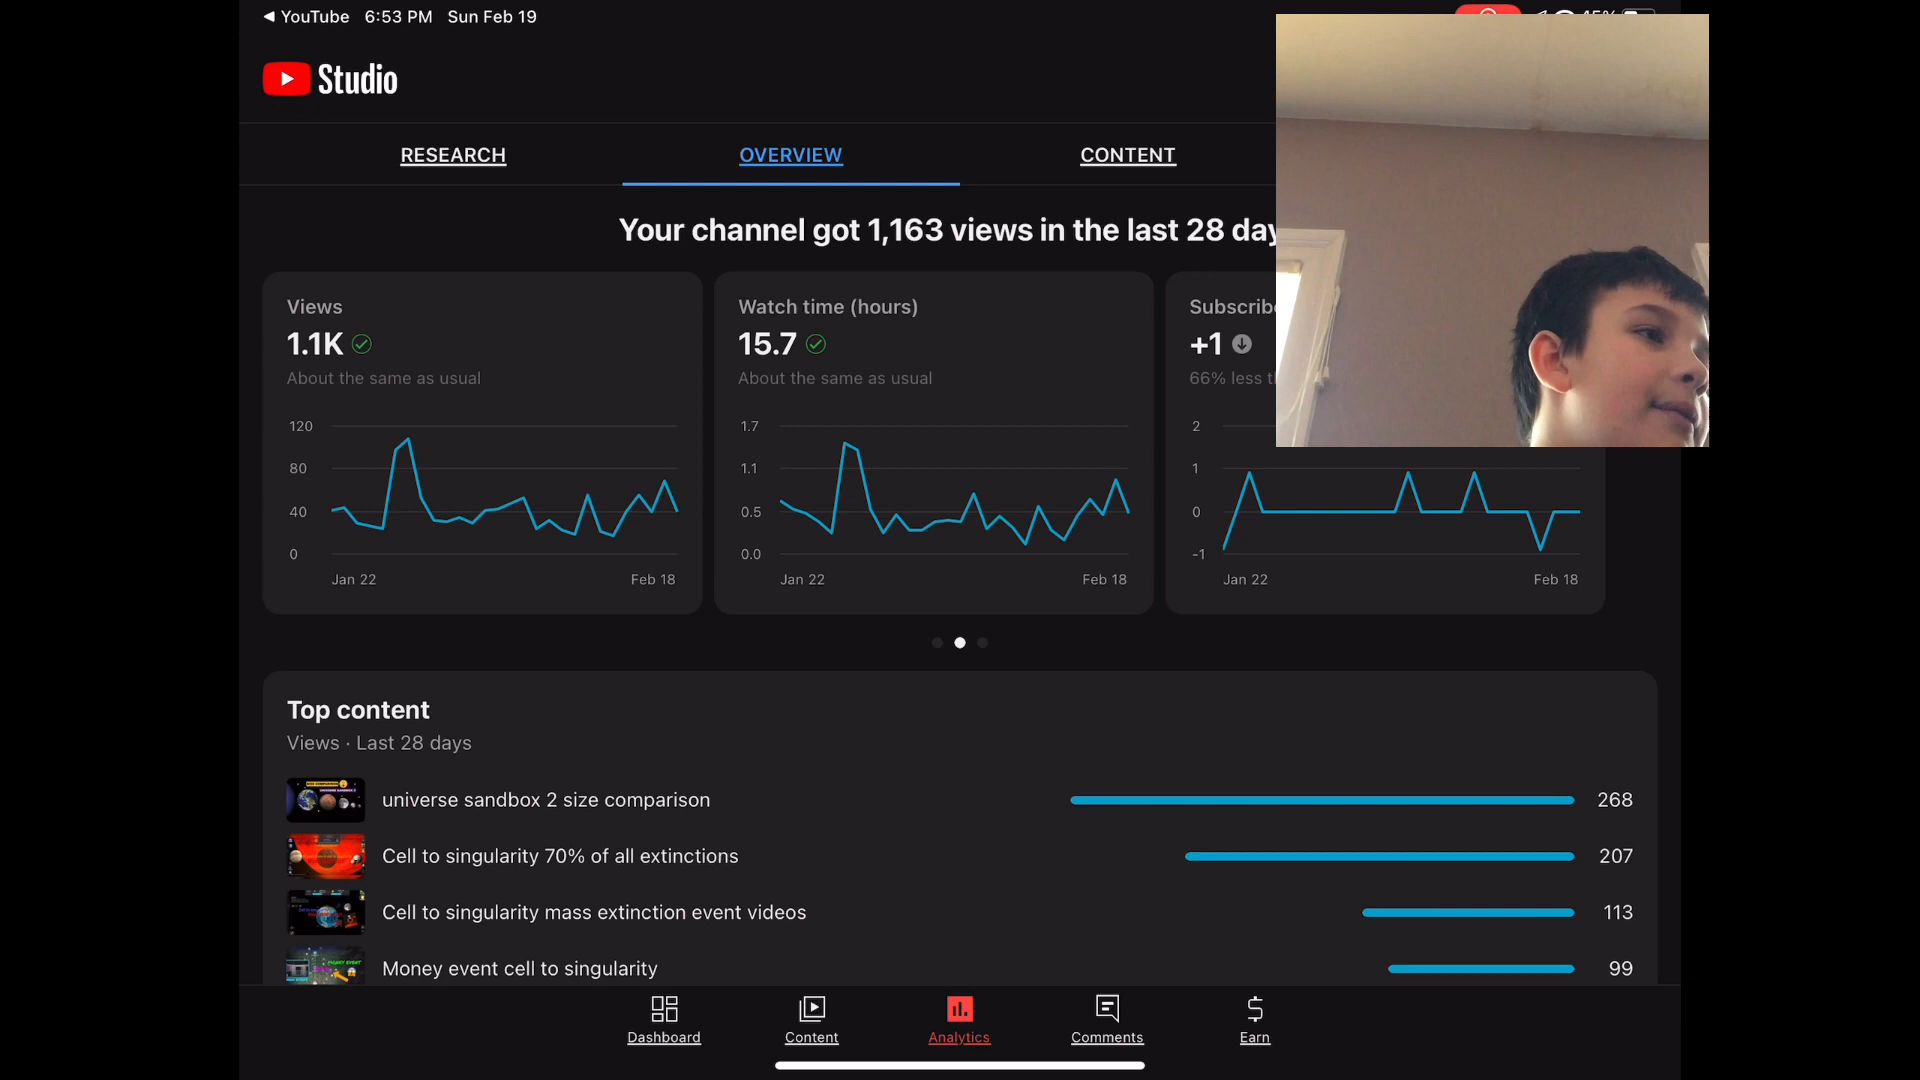 ◀ YouTube 6:53 PM Sun Feb 19
Studio
RESEARCH OVERVIEW CONTENT
Your channel got 1,163 views in the last 28
Views
1.1K
About the same as usual
120
80
40
0
Jan 22 Feb 18
Watch time (hours)
15.7
About the same as usual
1.7
1.1
0.5
0.0
Jan 22 Feb 18
+1
66% less
2
1
0
-1
Jan 22 Feb 18
Top content
Views · Last 28 days
universe sandbox 2 size comparison 268
Cell to singularity 70% of all extinctions 207
Cell to singularity mass extinction event videos 113
Money event cell to singularity 99
Dashboard Content Analytics Comments Earn